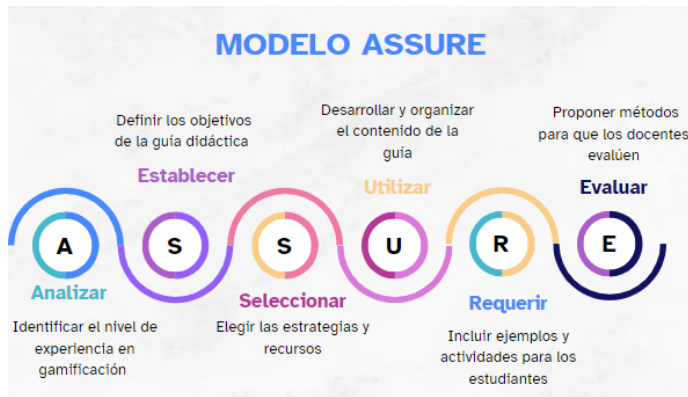 MODELO ASSURE
Definir los objetivos
de la guía didáctica
Establecer
Desarrollar y organizar
el contenido de la
guía
Utilizar
Proponer métodos
para que los docentes
evalúen
Evaluar
A
S
S
U
R
E
Analizar
Identificar el nivel de
experiencia en
gamificación
Seleccionar
Elegir las estrategias y
recursos
Requerir
Incluir ejemplos y
actividades para los
estudiantes